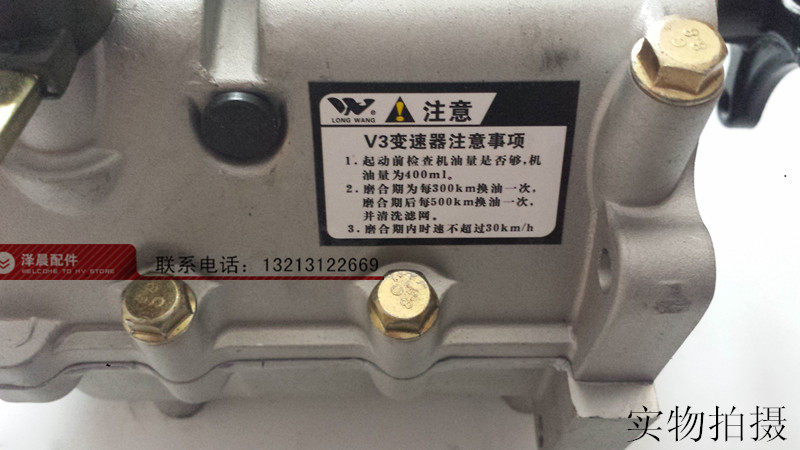 LONG WANG
注意
V3变速器注意事项
1. 起动前检查机油量是否够,机
油量为400ml。
2. 磨合期为每300km换油一次,
磨合期后每500km换油一次,
并清洗滤网。
3. 磨合期内时速不超过30km/h
泽晨配件
WELCOME TO MY STORE
联系电话：13213122669
实物拍摄